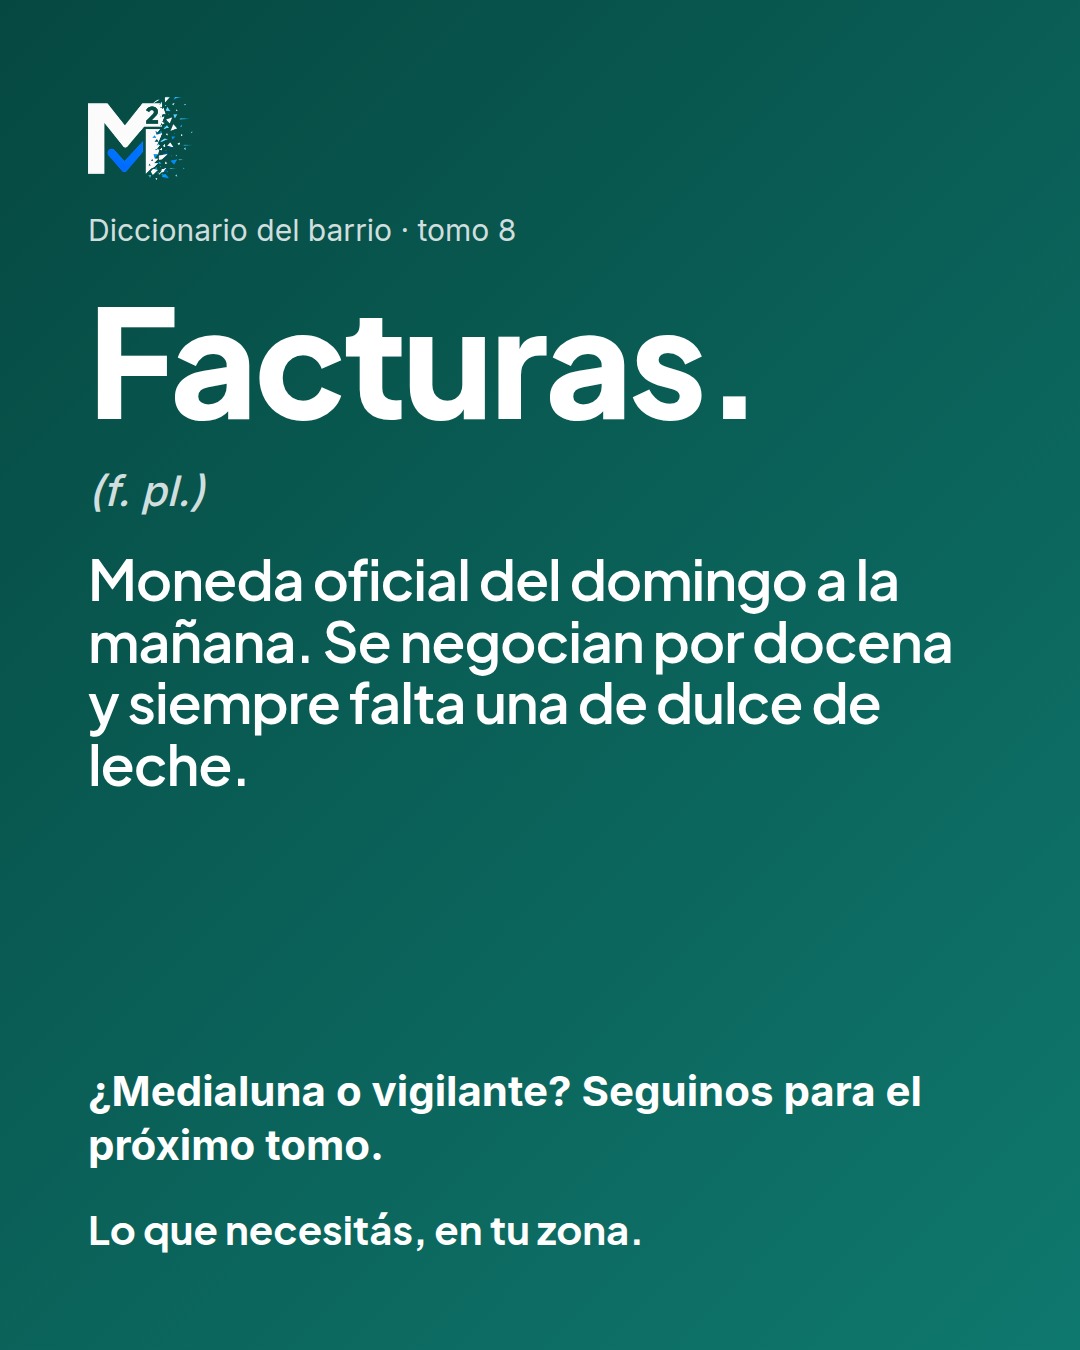 M2
Diccionario del barrio · tomo 8
Facturas.
(f. pl.)
Moneda oficial del domingo a la
mañana. Se negocian por docena
y siempre falta una de dulce de
leche.
¿Medialuna o vigilante? Seguinos para el
próximo tomo.
Lo que necesitás, en tu zona.